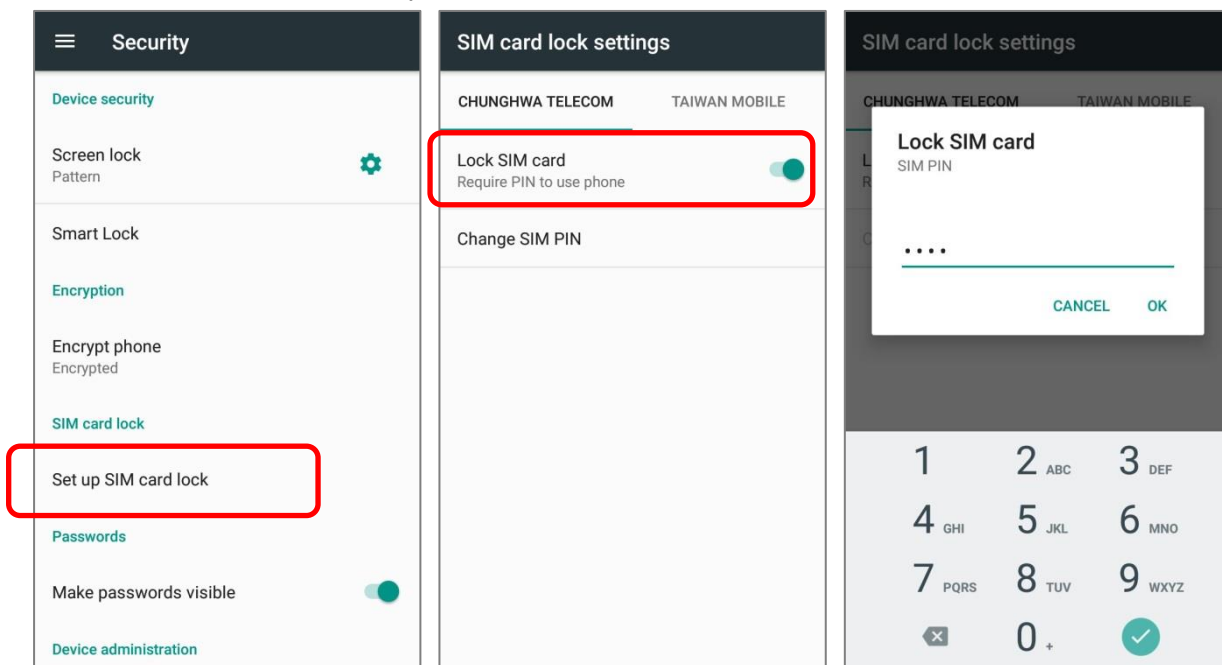 Security
Device security
Screen lock
Pattern
Smart Lock
Encryption
Encrypt phone
Encrypted
SIM card lock
Set up SIM card lock
Passwords
Make passwords visible
Device administration
SIM card lock settings
CHUNGHWA TELECOM TAIWAN MOBILE
Lock SIM card
Require PIN to use phone
Change SIM PIN
SIM card lock settings
CHUNGHWA TELECOM TAIWAN MOBILE
Lock SIM card
SIM PIN
....
CANCEL OK
1 2 ABC 3 DEF
4 GHI 5 JKL 6 MNO
7 PQRS 8 TUV 9 WXYZ
0 +